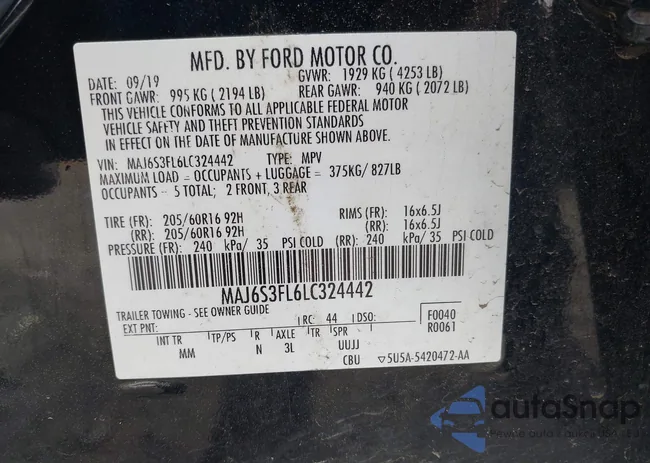 MFD. BY FORD MOTOR CO.
DATE: 09/19 GVWR: 1929 KG ( 4253 LB)
FRONT GAWR: 995 KG ( 2194 LB) REAR GAWR: 940 KG ( 2072 LB)
THIS VEHICLE CONFORMS TO ALL APPLICABLE FEDERAL MOTOR
VEHICLE SAFETY AND THEFT PREVENTION STANDARDS
IN EFFECT ON THE DATE OF MANUFACTURE SHOWN ABOVE.
VIN: MAJ6S3FL6LC324442 TYPE: MPV
MAXIMUM LOAD = OCCUPANTS + LUGGAGE = 375KG/ 827LB
OCCUPANTS – 5 TOTAL; 2 FRONT, 3 REAR
TIRE (FR): 205/60R16 92H RIMS (FR): 16x6.5J
(RR): 205/60R16 92H (RR): 16x6.5J
PRESSURE (FR): 240 kPa/ 35 PSI COLD (RR): 240 kPa/ 35 PSI COLD
MAJ6S3FL6LC324442
TRAILER TOWING – SEE OWNER GUIDE
EXT PNT: RC: 44 DSO: F0040
R0061
INT TR TP/PS R AXLE TR SPR
MM N 3L UUJJ
CBU ▽5U5A-5420472-AA
autoSnap